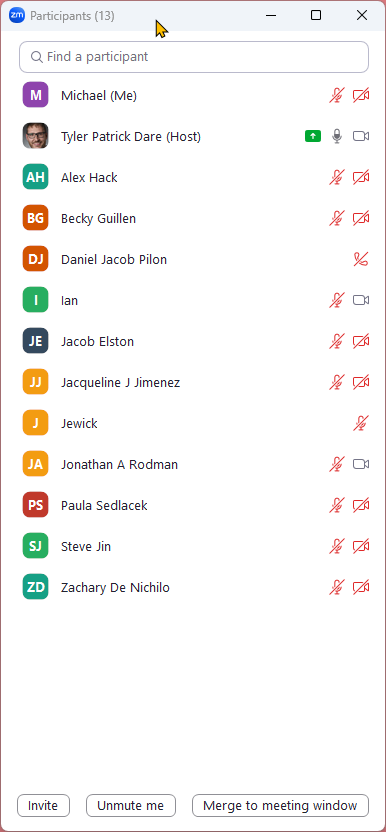 zm Participants (13)
Find a participant
M Michael (Me)
Tyler Patrick Dare (Host)
AH Alex Hack
BG Becky Guillen
DJ Daniel Jacob Pilon
I Ian
JE Jacob Elston
JJ Jacqueline J Jimenez
J Jewick
JA Jonathan A Rodman
PS Paula Sedlacek
SJ Steve Jin
ZD Zachary De Nichilo
Invite Unmute me Merge to meeting window